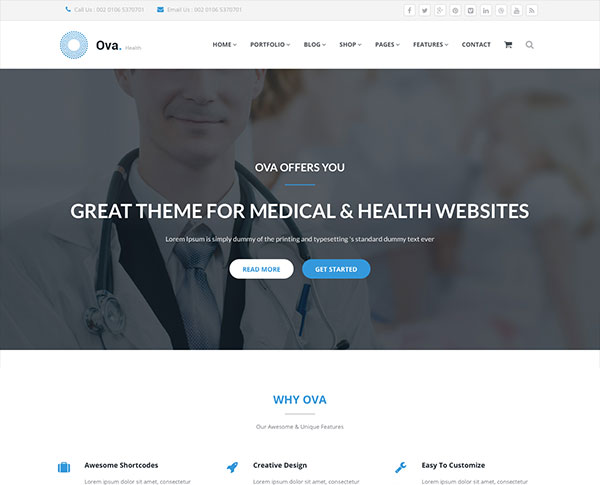 Call Us : 002 0106 5370701 Email Us : 002 0106 5370701
Ova. Health
HOME PORTFOLIO BLOG SHOP PAGES FEATURES CONTACT
OVA OFFERS YOU
GREAT THEME FOR MEDICAL & HEALTH WEBSITES
Lorem Ipsum is simply dummy of the printing and typesetting 's standard dummy text ever
READ MORE GET STARTED
WHY OVA
Our Awesome & Unique Features
Awesome Shortcodes Creative Design Easy To Customize
Lorem ipsum dolor sit amet, consectetur Lorem ipsum dolor sit amet, consectetur Lorem ipsum dolor sit amet, consectetur